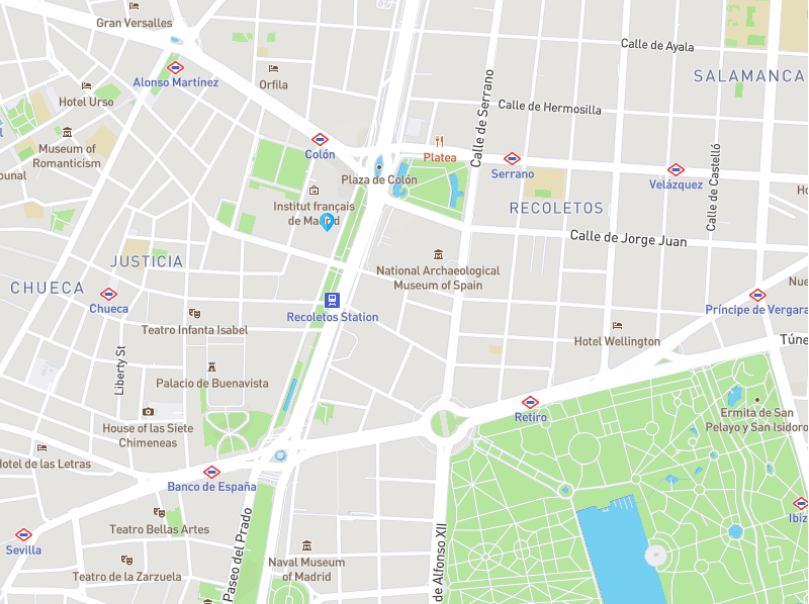 Gran Versalles
Calle de Ayala
Alonso Martínez
SALAMANCA
Orfila
Hotel Urso
Calle de Hermosilla
Calle de Serrano
Museum of
Romanticism
Colón
Platea
Serrano
Calle de Castelló
bunal
Plaza de Colón
Velázquez
Institut français
de Madrid
RECOLETOS
Calle de Jorge Juan
National Archaeological
Museum of Spain
JUSTICIA
CHUECA
Chueca
Nue
Príncipe de Vergara
Recoletos Station
Teatro Infanta Isabel
Hotel Wellington
Túne
Liberty St
Palacio de Buenavista
Retiro
Ermita de San
Pelayo y San Isidoro
House of las Siete
Chimeneas
Hotel de las Letras
Banco de España
Ibiz
Teatro Bellas Artes
Sevilla
Paseo del Prado
de Alfonso XII
Naval Museum
of Madrid
Teatro de la Zarzuela